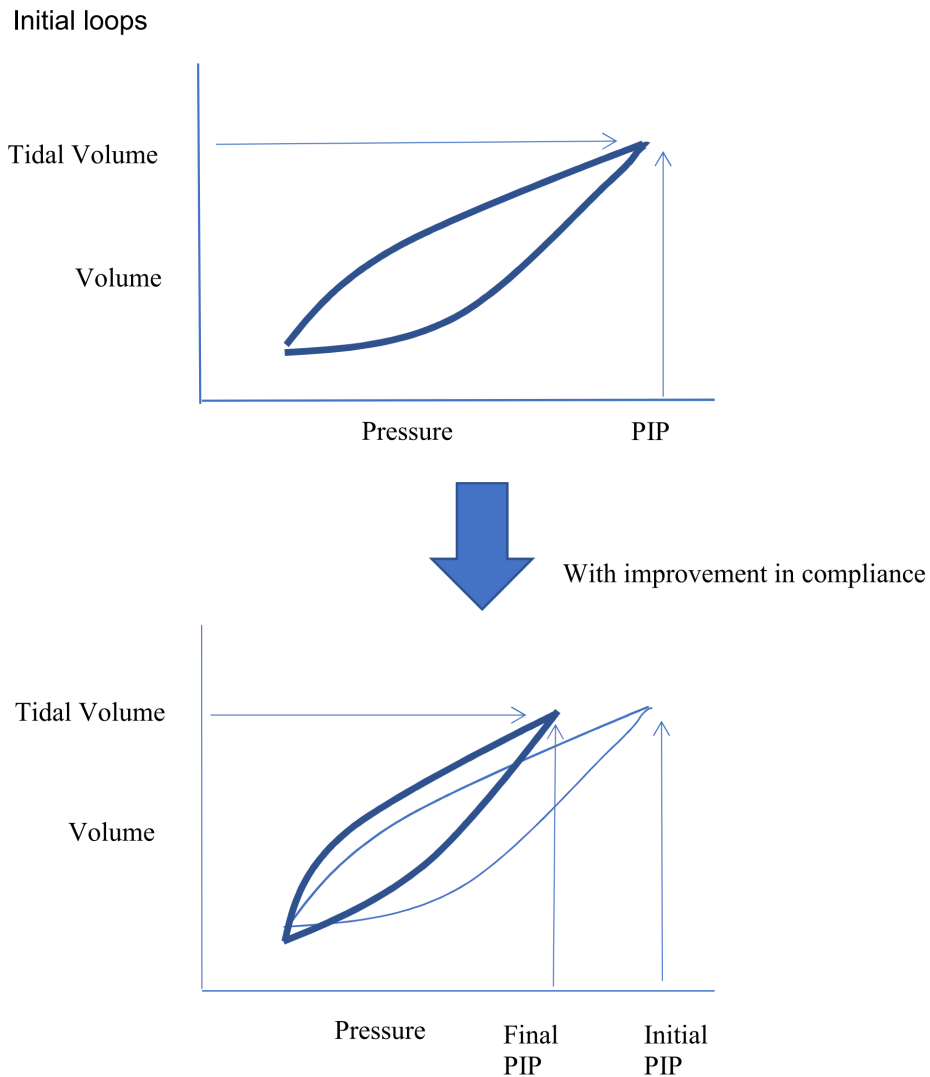 Initial loops
Tidal Volume
Volume
Pressure
PIP
With improvement in compliance
Tidal Volume
Volume
Pressure
Final
PIP
Initial
PIP